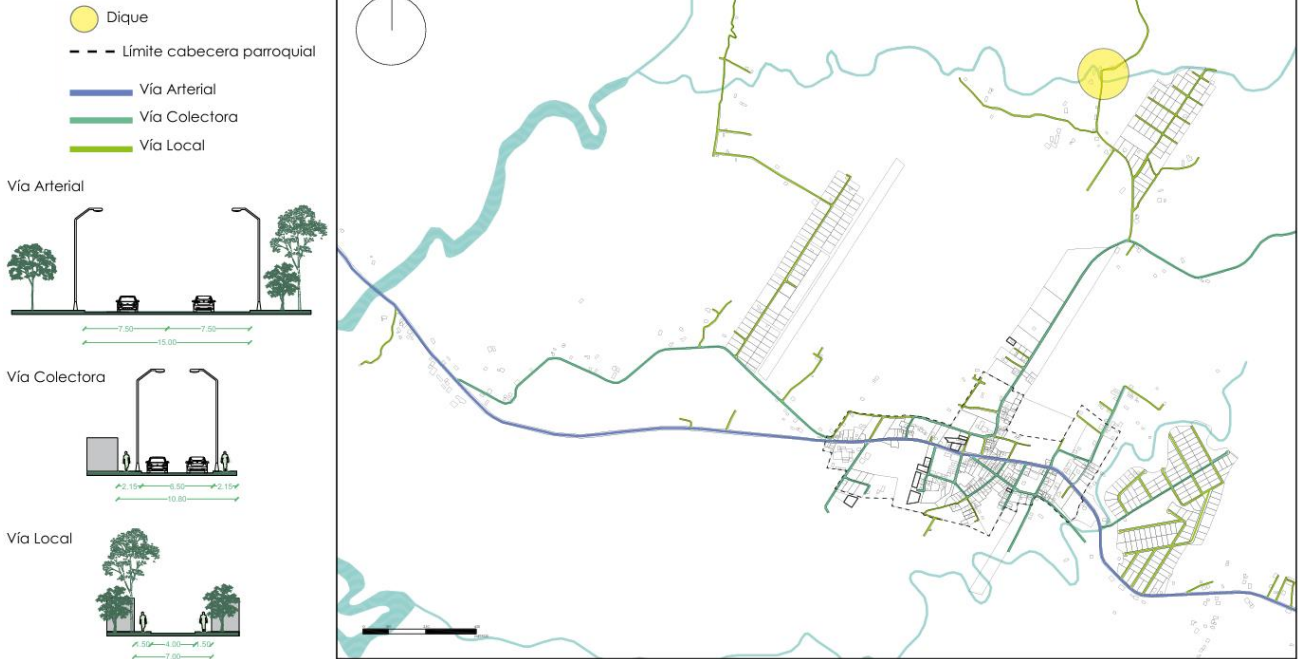 Dique
Límite cabecera parroquial
Vía Arterial
Vía Colectora
Vía Local
Vía Arterial
7.50
7.50
15.00
Vía Colectora
2.15
6.50
2.15
10.80
Vía Local
1.50
4.00
1.50
7.00